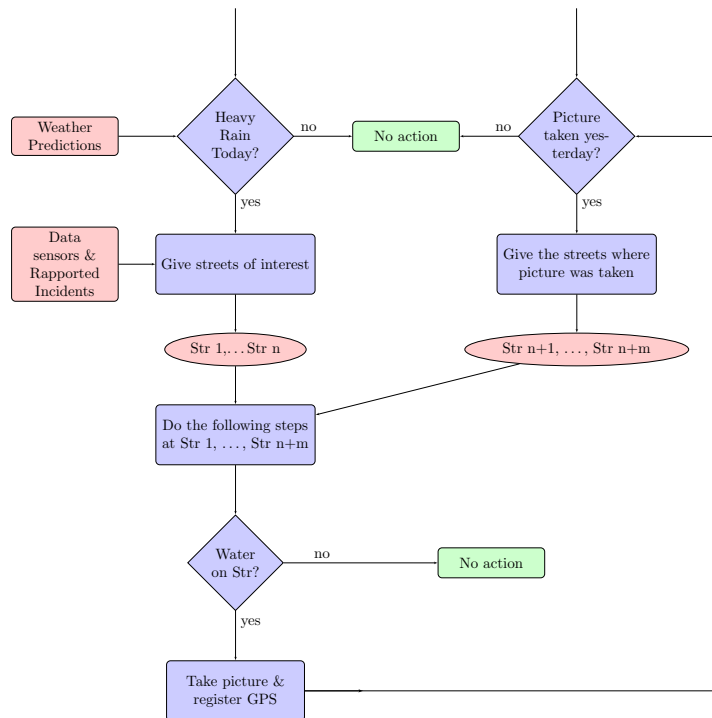 Weather
Predictions
Heavy
Rain
Today?
no
No action
no
Picture
taken yes-
terday?
yes
yes
Data
sensors &
Rapported
Incidents
Give streets of interest
Give the streets where
picture was taken
Str 1,...Str n
Str n+1, ..., Str n+m
Do the following steps
at Str 1, ..., Str n+m
Water
on Str?
no
No action
yes
Take picture &
register GPS